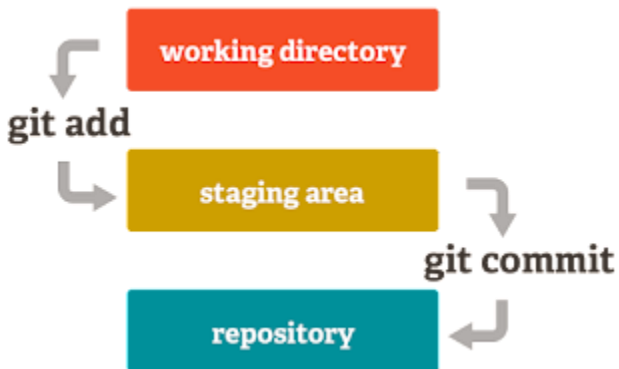 working directory
git add
staging area
git commit
repository